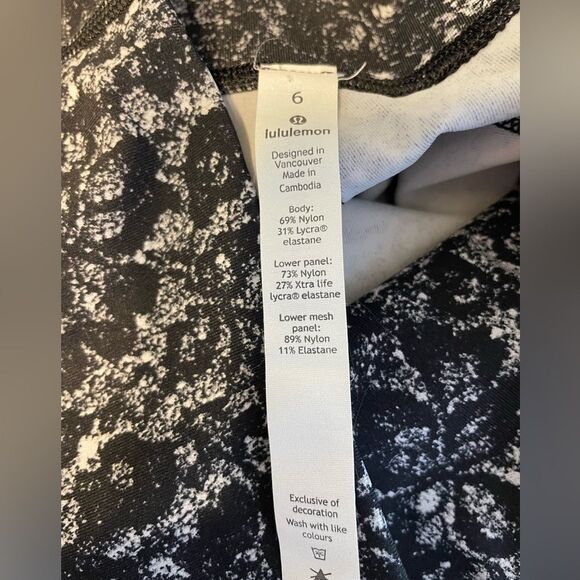 6
lululemon
Designed in
Vancouver
Made in
Cambodia
Body:
69% Nylon
31% Lycra®
elastane
Lower panel:
73% Nylon
27% Xtra life
lycra® elastane
Lower mesh
panel:
89% Nylon
11% Elastane
Exclusive of
decoration
Wash with like
colours